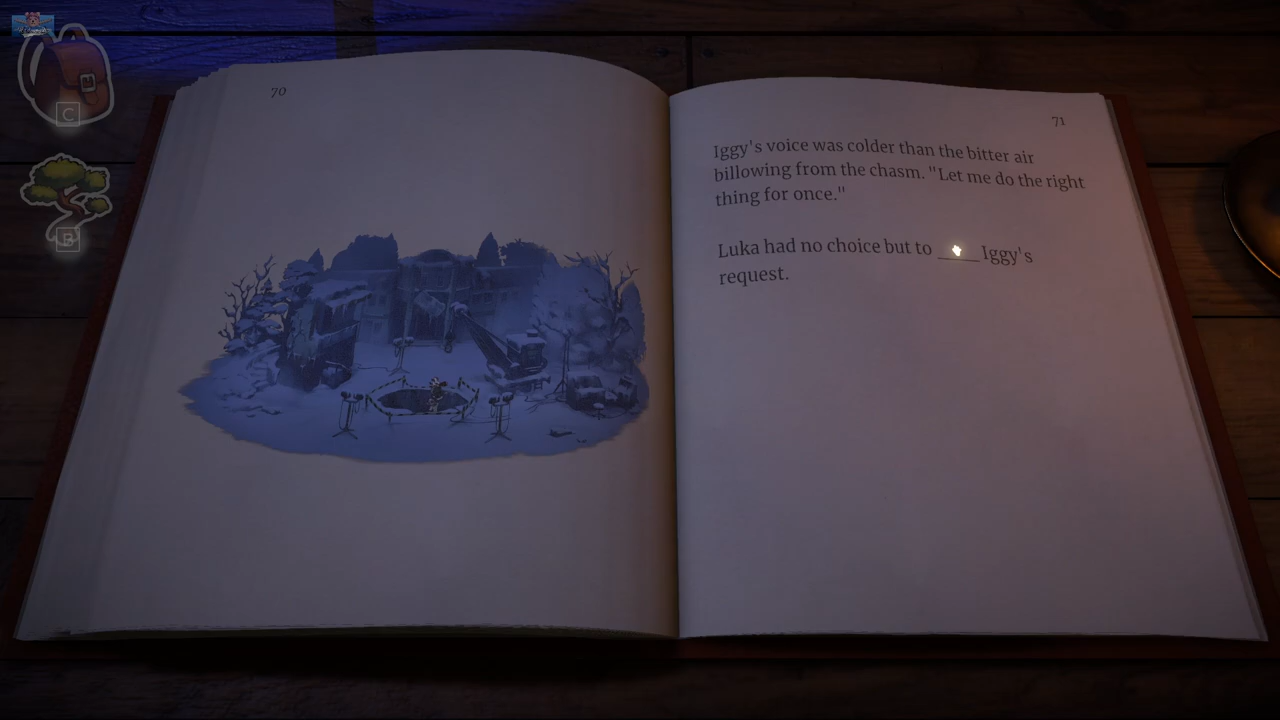 C
B
70
71
Iggy's voice was colder than the bitter air
billowing from the chasm. "Let me do the right
thing for once."
Luka had no choice but to _____ Iggy's
request.